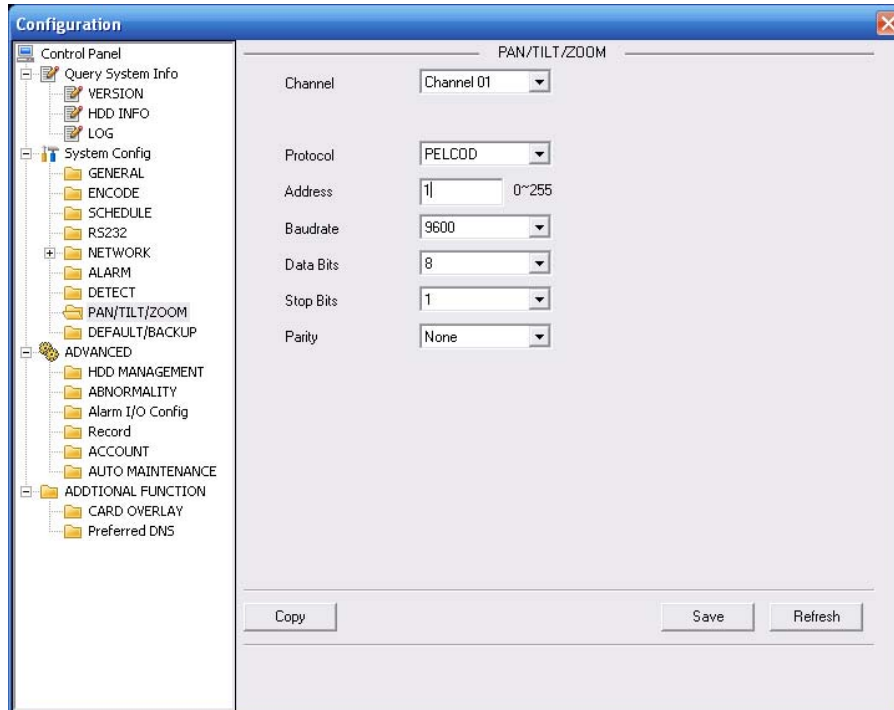 Configuration
Control Panel
Query System Info
VERSION
HDD INFO
LOG
System Config
GENERAL
ENCODE
SCHEDULE
RS232
NETWORK
ALARM
DETECT
PAN/TILT/ZOOM
DEFAULT/BACKUP
ADVANCED
HDD MANAGEMENT
ABNORMALITY
Alarm I/O Config
Record
ACCOUNT
AUTO MAINTENANCE
ADDTIONAL FUNCTION
CARD OVERLAY
Preferred DNS
PAN/TILT/ZOOM
Channel Channel 01
Protocol PELCOD
Address 1 0~255
Baudrate 9600
Data Bits 8
Stop Bits 1
Parity None
Copy Save Refresh